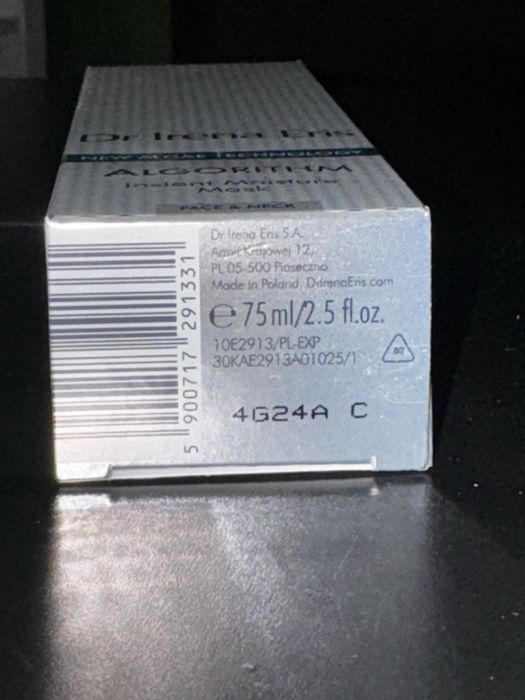 Dr Irena Eris
NEW ALGAE TECHNOLOGY
ALGORITHM
Instant Moisture
Mask
FACE & NECK
Dr Irena Eris S.A.
Armii Krajowej 12,
PL 05-500 Piaseczno
Made in Poland, DrIrenaEris.com
℮ 75 ml/2.5 fl.oz.
10E2913/PL-EXP
30KAE2913A01025/1
4G24A C
5 900717 291331